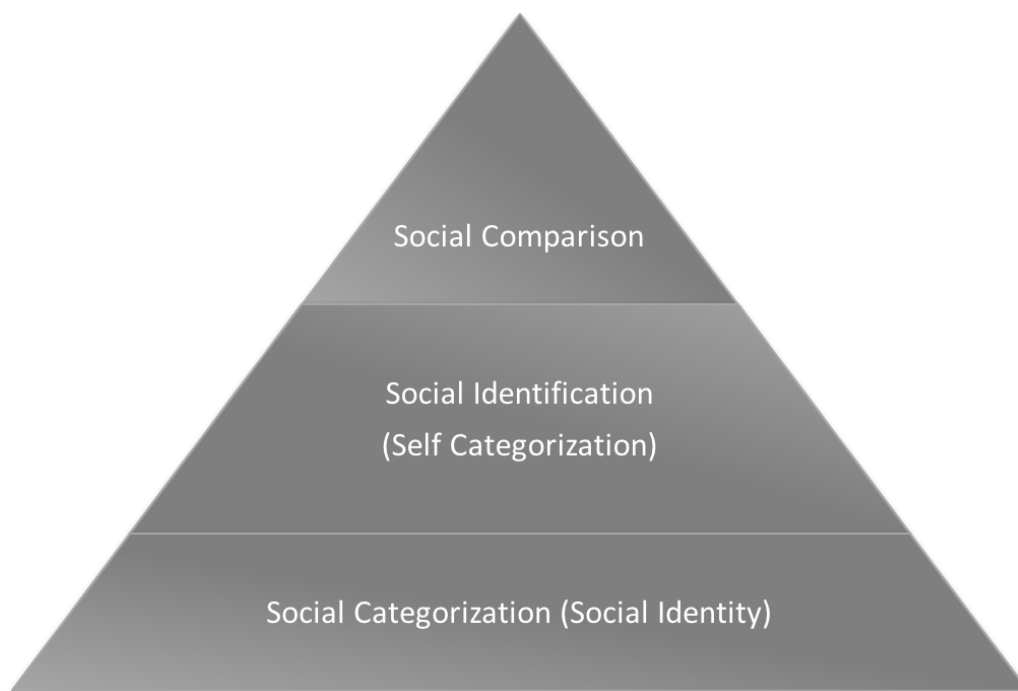 Social Comparison
Social Identification
(Self Categorization)
Social Categorization (Social Identity)